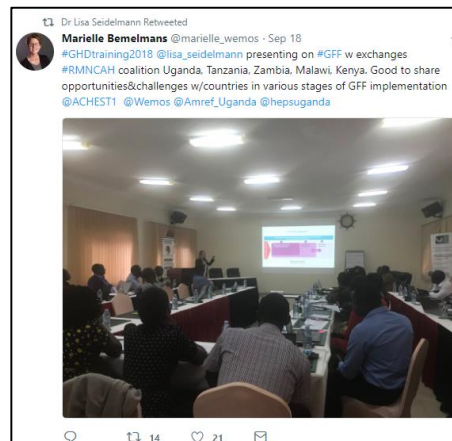 Dr Lisa Seidelmann Retweeted
Marielle Bemelmans @marielle_wemos · Sep 18
#GHDtraining2018 @lisa_seidelmann presenting on #GFF w exchanges
#RMNCAH coalition Uganda, Tanzania, Zambia, Malawi, Kenya. Good to share
opportunities&challenges w/countries in various stages of GFF implementation
@ACHEST1 @Wemos @Amref_Uganda @hepsuganda
14 21